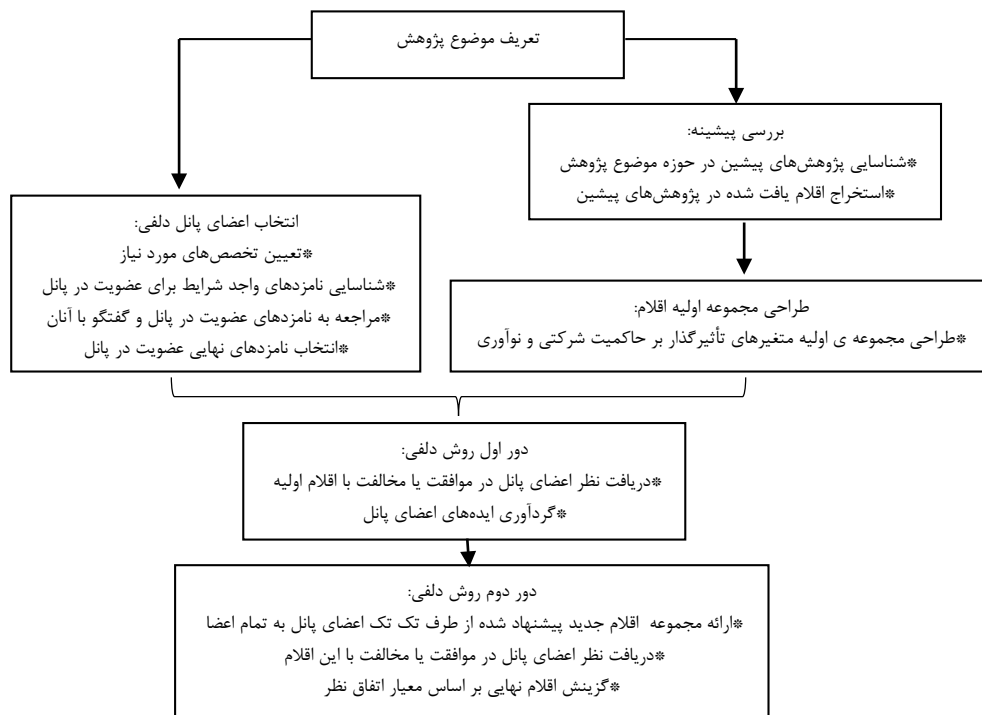 تعریف موضوع پژوهش
بررسی پیشینه:
*شناسایی پژوهش‌های پیشین در حوزه موضوع پژوهش
*استخراج اقلام یافت شده در پژوهش‌های پیشین
انتخاب اعضای پانل دلفی:
*تعیین تخصص‌های مورد نیاز
*شناسایی نامزدهای واجد شرایط برای عضویت در پانل
*مراجعه به نامزدهای عضویت در پانل و گفتگو با آنان
*انتخاب نامزدهای نهایی عضویت در پانل
طراحی مجموعه اولیه اقلام:
*طراحی مجموعه ی اولیه متغیرهای تأثیرگذار بر حاکمیت شرکتی و نوآوری
دور اول روش دلفی:
*دریافت نظر اعضای پانل در موافقت یا مخالفت با اقلام اولیه
*گردآوری ایده‌های اعضای پانل
دور دوم روش دلفی:
*ارائه مجموعه اقلام جدید پیشنهاد شده از طرف تک تک اعضای پانل به تمام اعضا
*دریافت نظر اعضای پانل در موافقت یا مخالفت با این اقلام
*گزینش اقلام نهایی بر اساس معیار اتفاق نظر